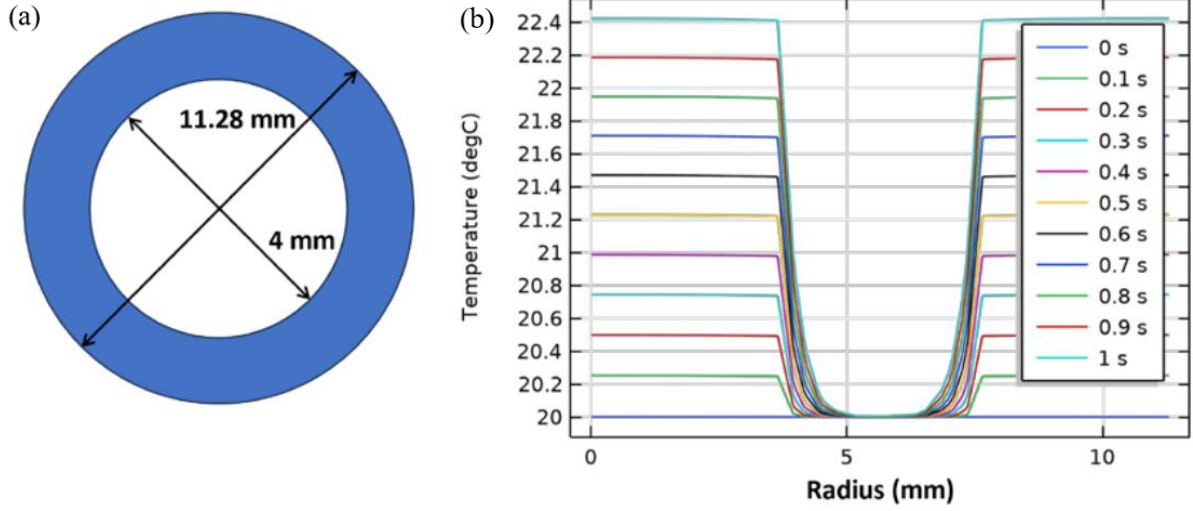 (a)
11.28 mm
4 mm
(b)
Temperature (degC)
22.4
22.2
22
21.8
21.6
21.4
21.2
21
20.8
20.6
20.4
20.2
20
0
5
10
Radius (mm)
0 s
0.1 s
0.2 s
0.3 s
0.4 s
0.5 s
0.6 s
0.7 s
0.8 s
0.9 s
1 s